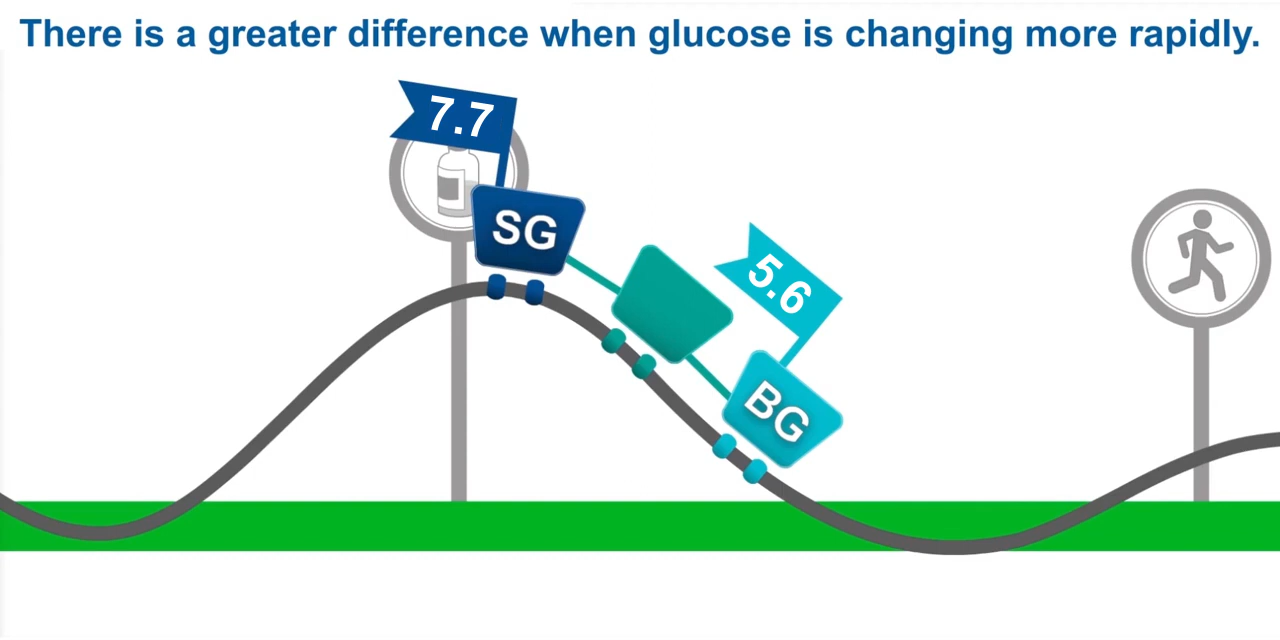 There is a greater difference when glucose is changing more rapidly.
7.7
SG
5.6
BG